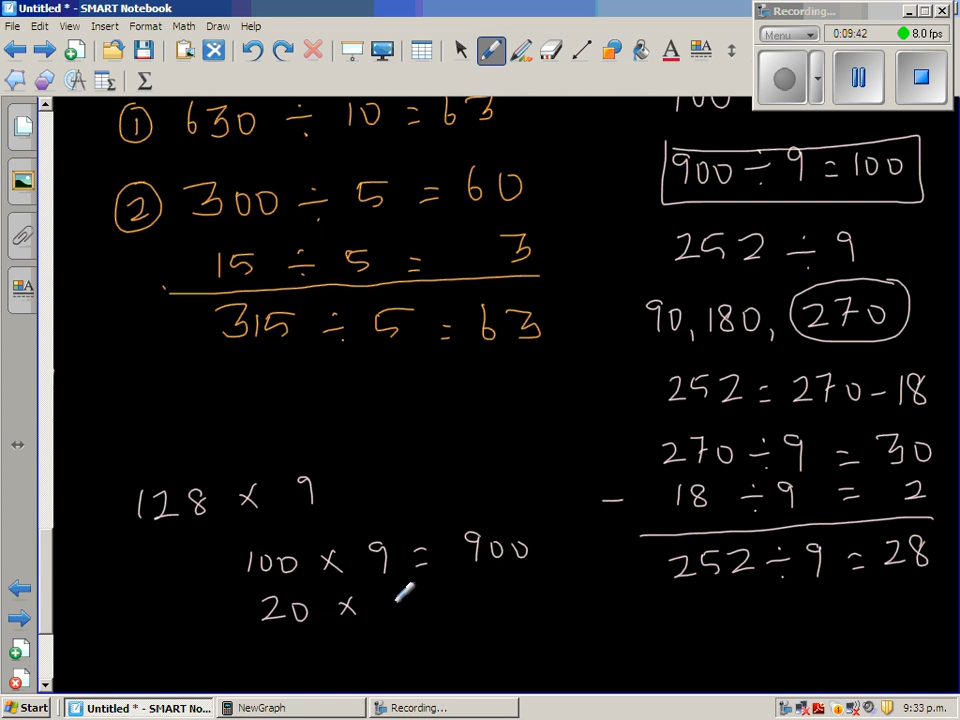 Untitled * - SMART Notebook
Recording...
File Edit View Insert Format Math Draw Help
Menu 0:09:42 8.0 fps
① 630 ÷ 10 = 63
② 300 ÷ 5 = 60
15 ÷ 5 = 3
315 ÷ 5 = 63
128 × 9
100 × 9 = 900
20 ×
100
900 ÷ 9 = 100
252 ÷ 9
90, 180, 270
252 = 270 - 18
270 ÷ 9 = 30
- 18 ÷ 9 = 2
252 ÷ 9 = 28
Start Untitled * - SMART No... NewGraph Recording... 9:33 p.m.